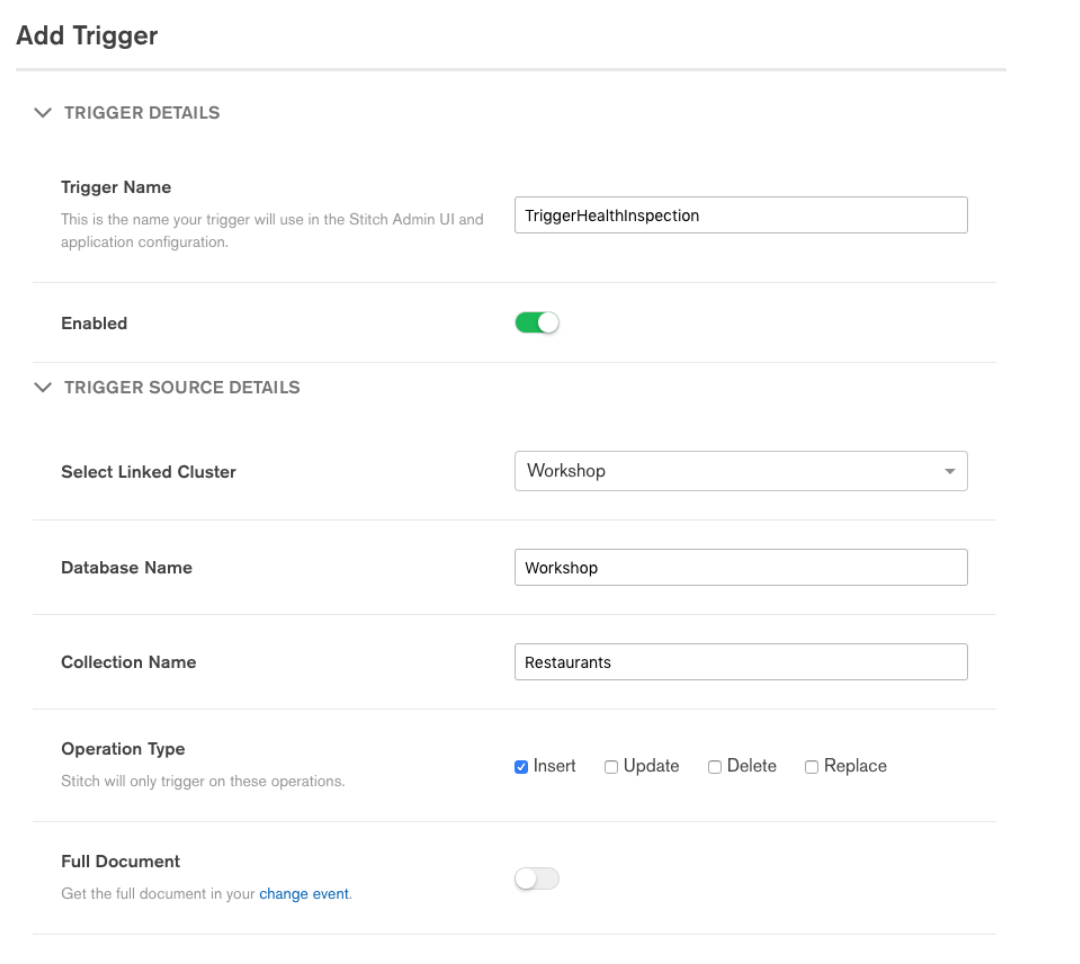 Add Trigger
TRIGGER DETAILS
Trigger Name
This is the name your trigger will use in the Stitch Admin UI and
application configuration.
TriggerHealthInspection
Enabled
TRIGGER SOURCE DETAILS
Select Linked Cluster
Workshop
Database Name
Workshop
Collection Name
Restaurants
Operation Type
Stitch will only trigger on these operations.
Insert Update Delete Replace
Full Document
Get the full document in your change event.